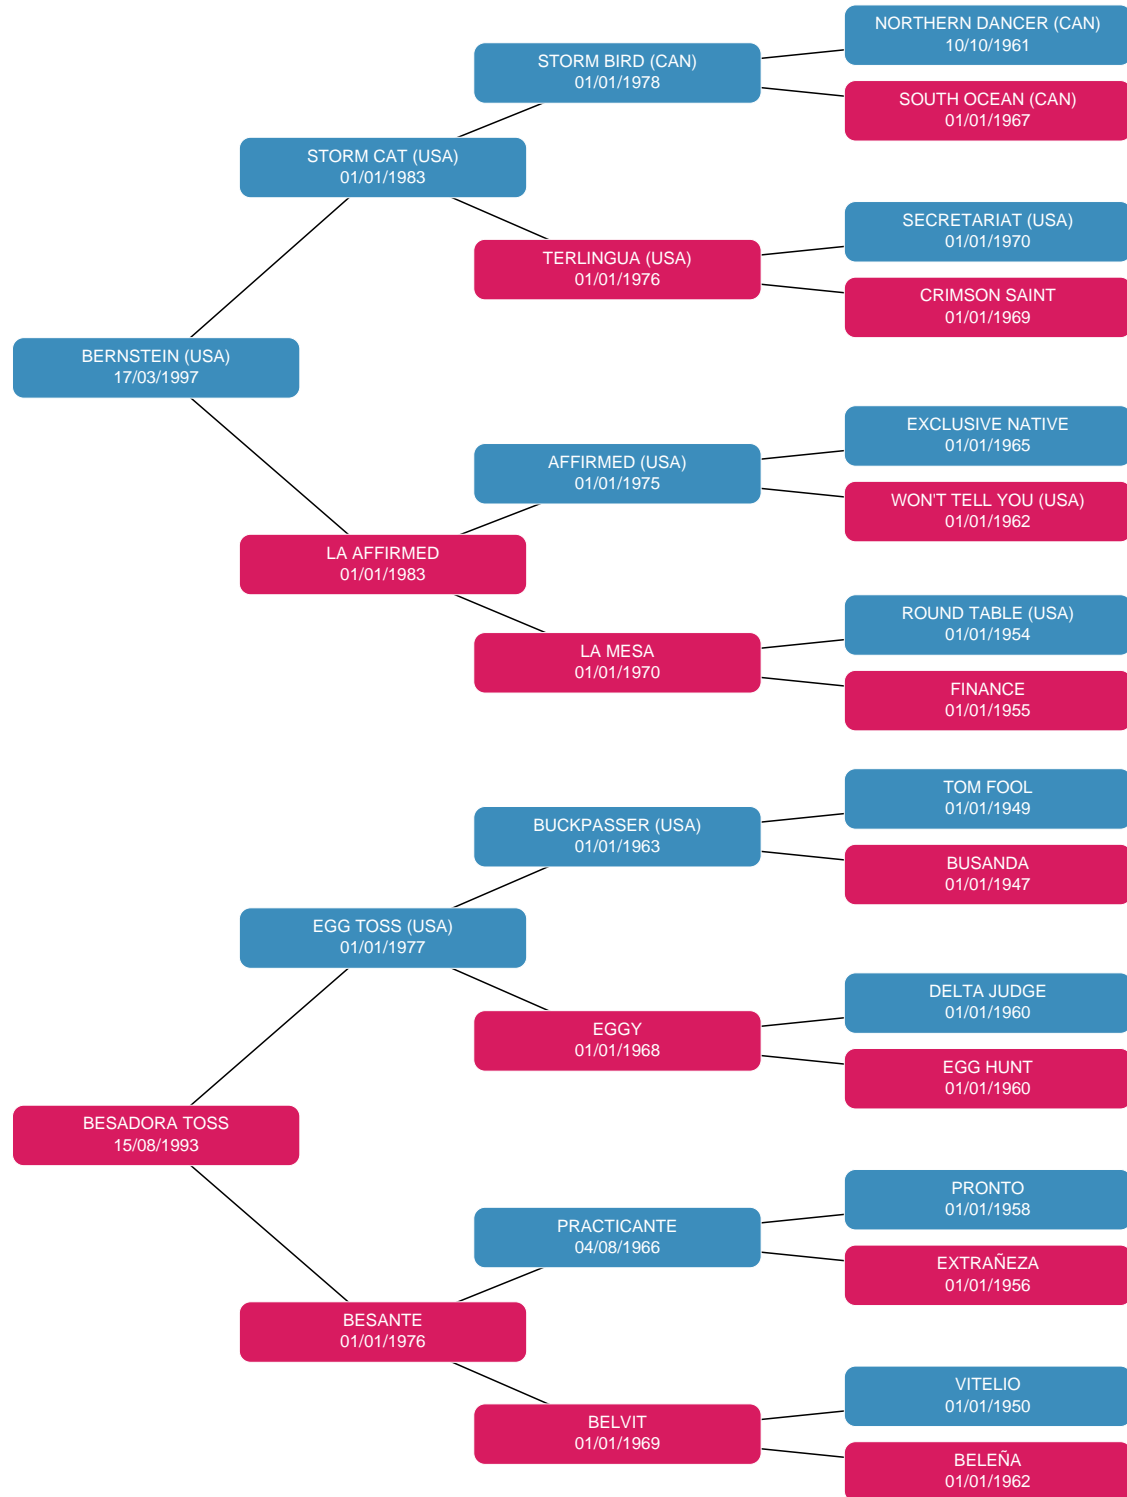 NORTHERN DANCER (CAN)
10/10/1961
STORM BIRD (CAN)
01/01/1978
SOUTH OCEAN (CAN)
01/01/1967
STORM CAT (USA)
01/01/1983
SECRETARIAT (USA)
01/01/1970
TERLINGUA (USA)
01/01/1976
CRIMSON SAINT
01/01/1969
BERNSTEIN (USA)
17/03/1997
EXCLUSIVE NATIVE
01/01/1965
AFFIRMED (USA)
01/01/1975
WON'T TELL YOU (USA)
01/01/1962
LA AFFIRMED
01/01/1983
ROUND TABLE (USA)
01/01/1954
LA MESA
01/01/1970
FINANCE
01/01/1955
TOM FOOL
01/01/1949
BUCKPASSER (USA)
01/01/1963
BUSANDA
01/01/1947
EGG TOSS (USA)
01/01/1977
DELTA JUDGE
01/01/1960
EGGY
01/01/1968
EGG HUNT
01/01/1960
BESADORA TOSS
15/08/1993
PRONTO
01/01/1958
PRACTICANTE
04/08/1966
EXTRAÑEZA
01/01/1956
BESANTE
01/01/1976
VITELIO
01/01/1950
BELVIT
01/01/1969
BELEÑA
01/01/1962